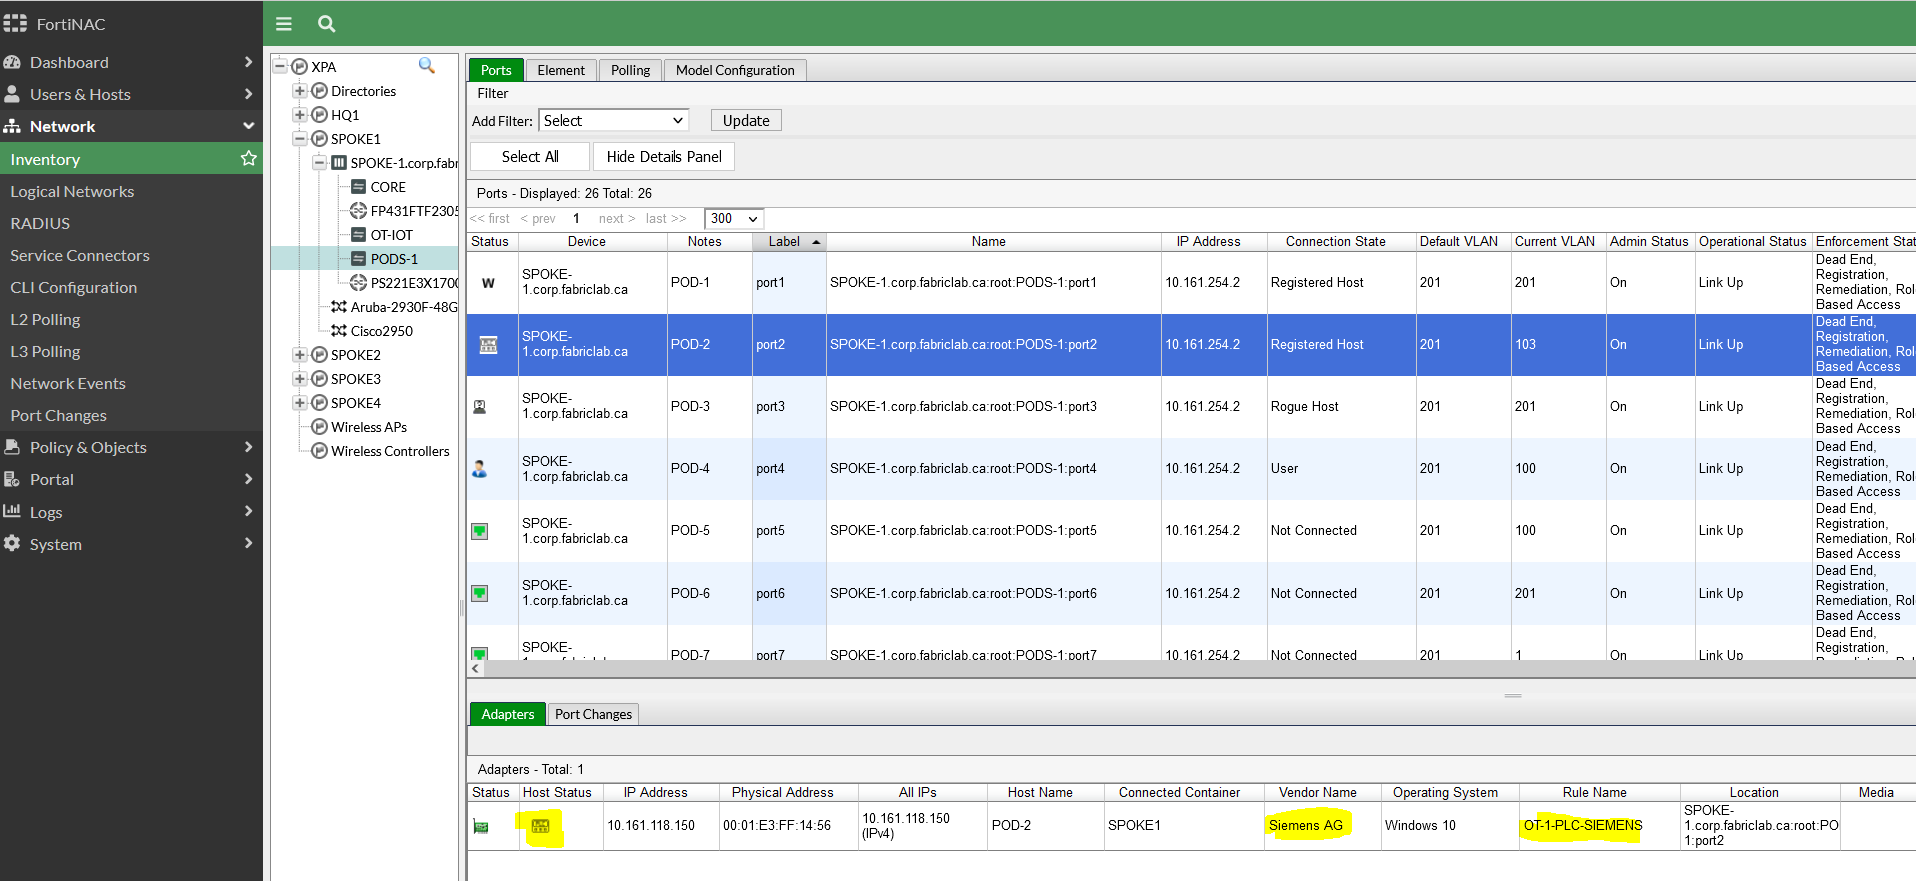 FortiNAC
Dashboard
Users & Hosts
Network
Inventory
Logical Networks
RADIUS
Service Connectors
CLI Configuration
L2 Polling
L3 Polling
Network Events
Port Changes
Policy & Objects
Portal
Logs
System
XPA
Directories
HQ1
SPOKE1
SPOKE-1.corp.fabr
CORE
FP431FTF2305
OT-IOT
PODS-1
PS221E3X1700
Aruba-2930F-48G
Cisco2950
SPOKE2
SPOKE3
SPOKE4
Wireless APs
Wireless Controllers
Ports Element Polling Model Configuration
Filter
Add Filter: Select Update
Select All Hide Details Panel
Ports - Displayed: 26 Total: 26
<< first < prev 1 next > last >> 300
Status Device Notes Label Name IP Address Connection State Default VLAN Current VLAN Admin Status Operational Status Enforcement Stat
W SPOKE-1.corp.fabriclab.ca POD-1 port1 SPOKE-1.corp.fabriclab.ca:root:PODS-1:port1 10.161.254.2 Registered Host 201 201 On Link Up Dead End, Registration, Remediation, Rol Based Access
SPOKE-1.corp.fabriclab.ca POD-2 port2 SPOKE-1.corp.fabriclab.ca:root:PODS-1:port2 10.161.254.2 Registered Host 201 103 On Link Up Dead End, Registration, Remediation, Rol Based Access
SPOKE-1.corp.fabriclab.ca POD-3 port3 SPOKE-1.corp.fabriclab.ca:root:PODS-1:port3 10.161.254.2 Rogue Host 201 201 On Link Up Dead End, Registration, Remediation, Rol Based Access
SPOKE-1.corp.fabriclab.ca POD-4 port4 SPOKE-1.corp.fabriclab.ca:root:PODS-1:port4 10.161.254.2 User 201 100 On Link Up Dead End, Registration, Remediation, Rol Based Access
SPOKE-1.corp.fabriclab.ca POD-5 port5 SPOKE-1.corp.fabriclab.ca:root:PODS-1:port5 10.161.254.2 Not Connected 201 100 On Link Up Dead End, Registration, Remediation, Rol Based Access
SPOKE-1.corp.fabriclab.ca POD-6 port6 SPOKE-1.corp.fabriclab.ca:root:PODS-1:port6 10.161.254.2 Not Connected 201 201 On Link Up Dead End, Registration, Remediation, Rol Based Access
SPOKE- POD-7 port7 SPOKE-1.corp.fabriclab.ca:root:PODS-1:port7 10.161.254.2 Not Connected 201 1 On Link Up Dead End, Registration,
Adapters Port Changes
Adapters - Total: 1
Status Host Status IP Address Physical Address All IPs Host Name Connected Container Vendor Name Operating System Rule Name Location Media
10.161.118.150 00:01:E3:FF:14:56 10.161.118.150 (IPv4) POD-2 SPOKE1 Siemens AG Windows 10 OT-1-PLC-SIEMENS SPOKE-1.corp.fabriclab.ca:root:PO 1:port2